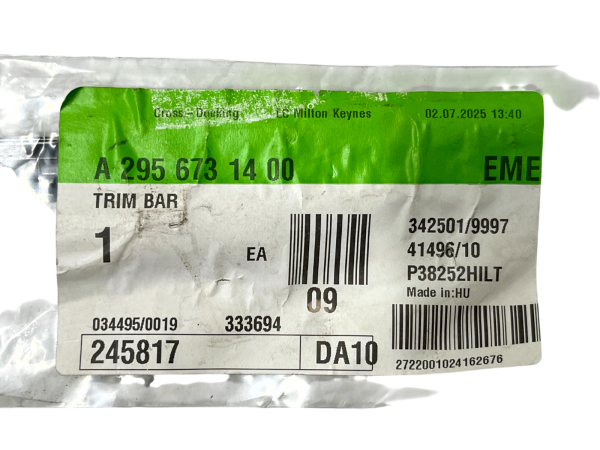 Cross-Docking LC Milton Keynes 02.07.2025 13:40
A 295 673 14 00 EME
TRIM BAR
1 EA
09
342501/9997
41496/10
P38252HILT
Made in:HU
034495/0019 333694
245817 DA10
2722001024162676